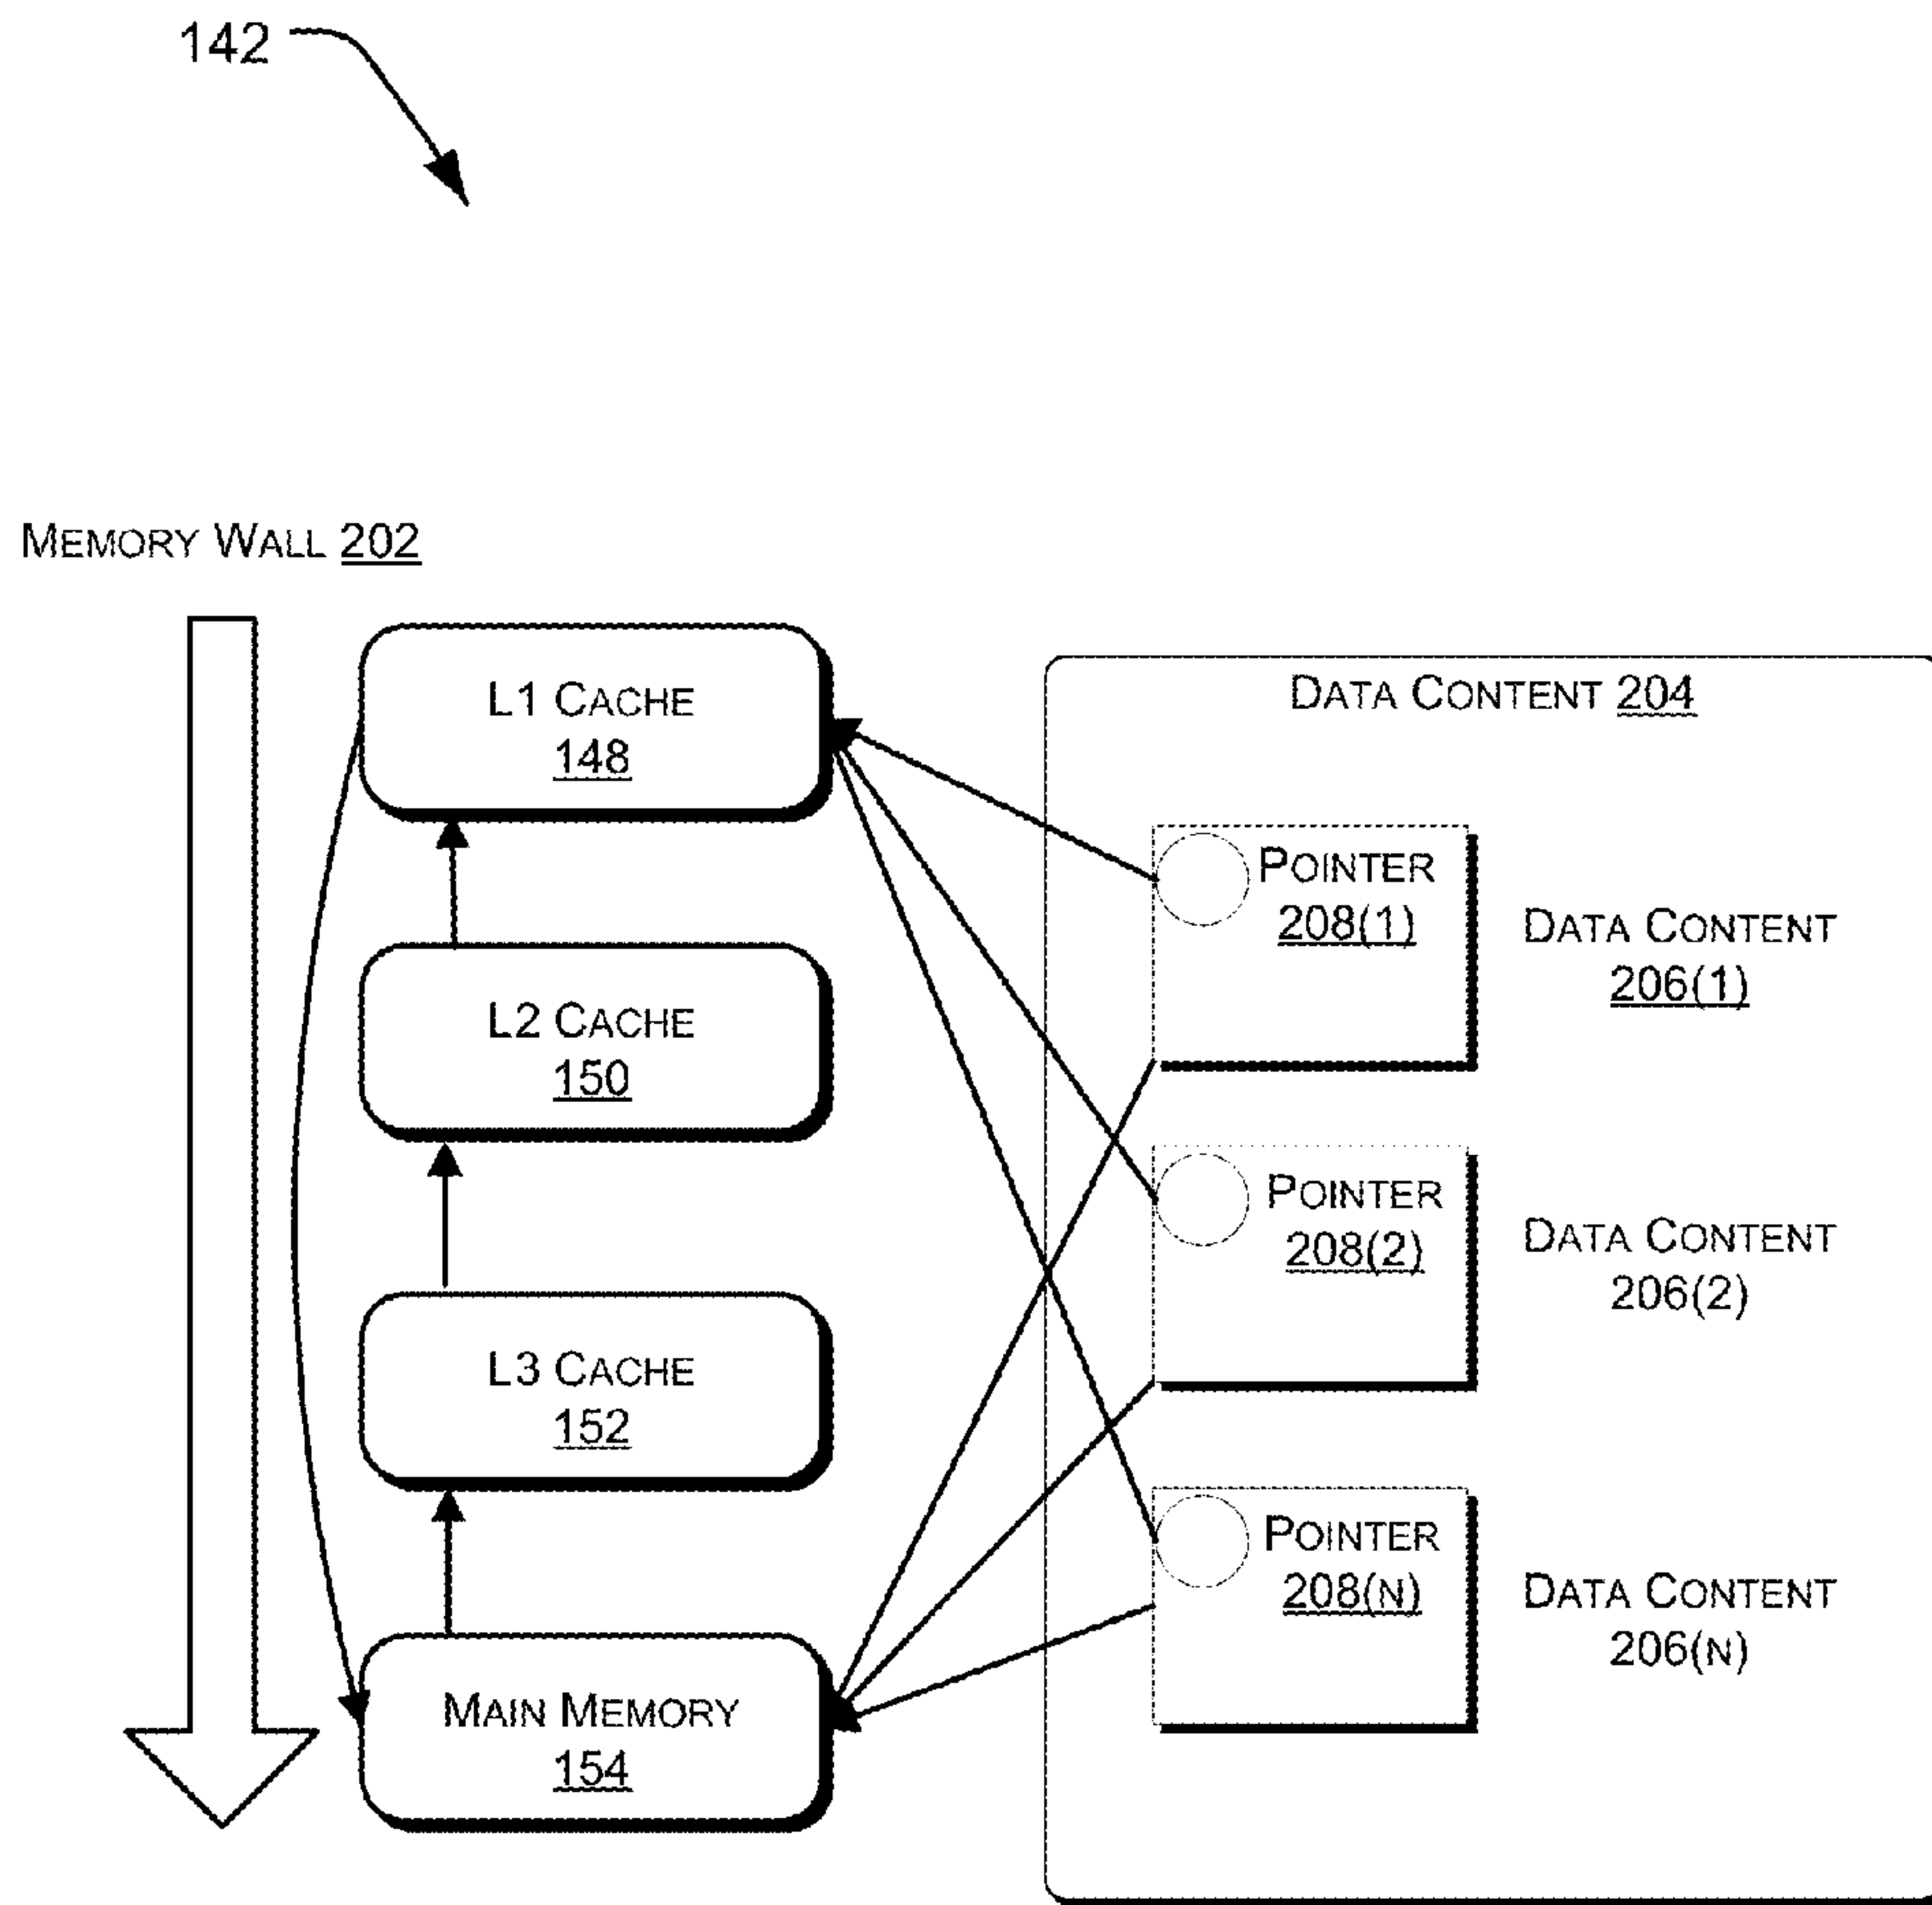 142
MEMORY WALL 202
L1 CACHE
148
L2 CACHE
150
L3 CACHE
152
MAIN MEMORY
154
DATA CONTENT 204
POINTER
208(1)
DATA CONTENT
206(1)
POINTER
208(2)
DATA CONTENT
206(2)
POINTER
208(N)
DATA CONTENT
206(N)